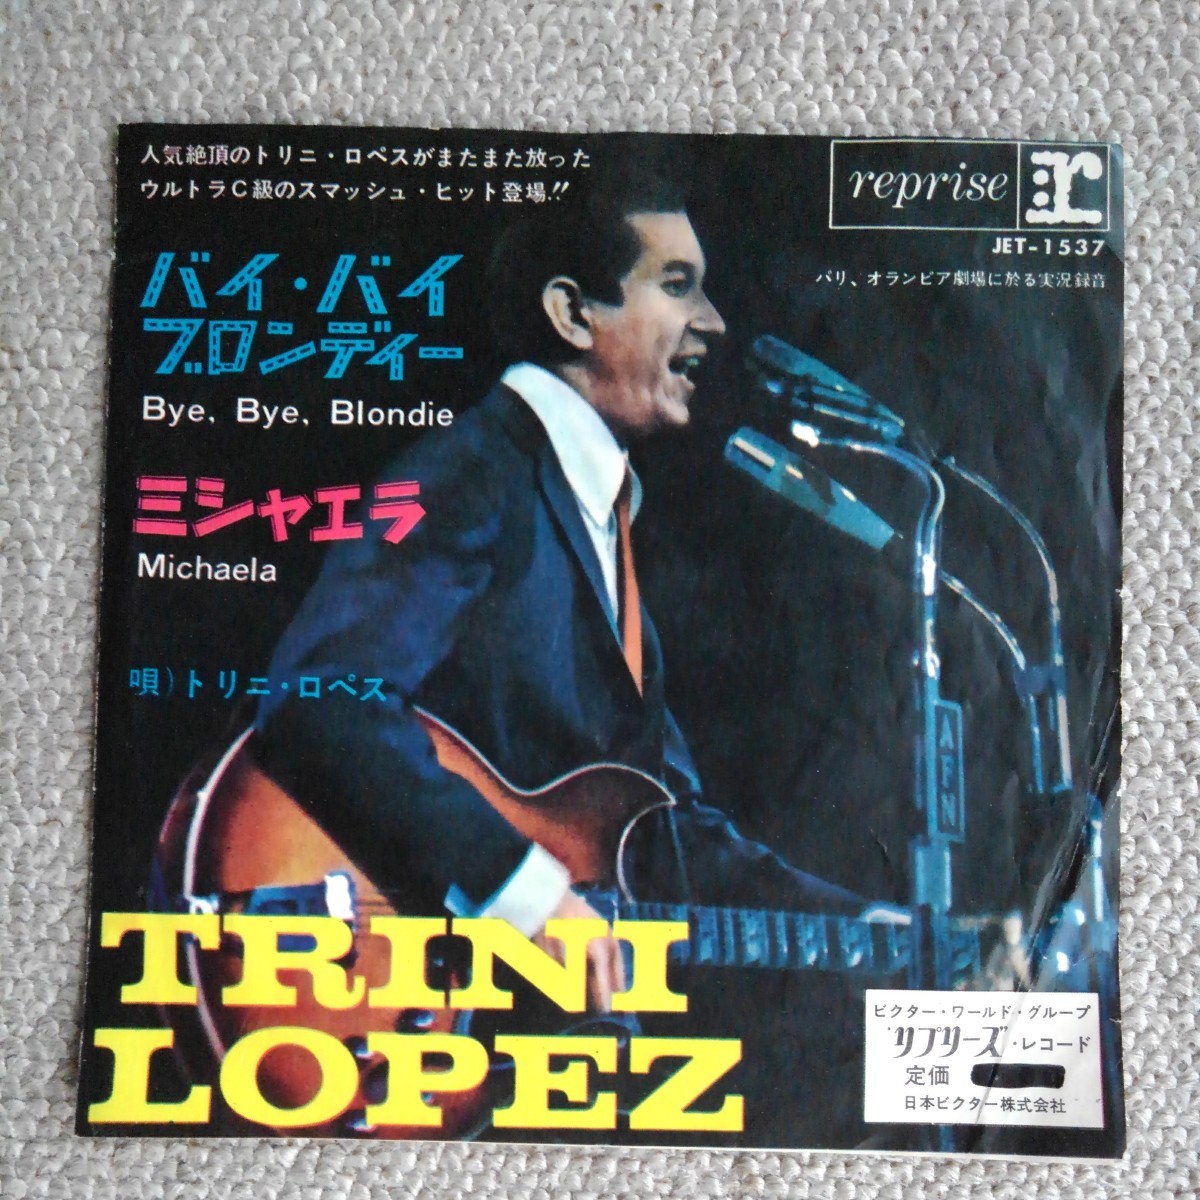 人気絶頂のトリニ・ロペスがまたまた放った
ウルトラC級のスマッシュ・ヒット登場!!
reprise r:
JET-1537
パリ、オランピア劇場に於る実況録音
バイ・バイ
ブロンディー
Bye, Bye, Blondie
ミシャエラ
Michaela
唄)トリニ・ロペス
AFN
TRINI
LOPEZ
ビクター・ワールド・グループ
リプリーズ・レコード
定価
日本ビクター株式会社